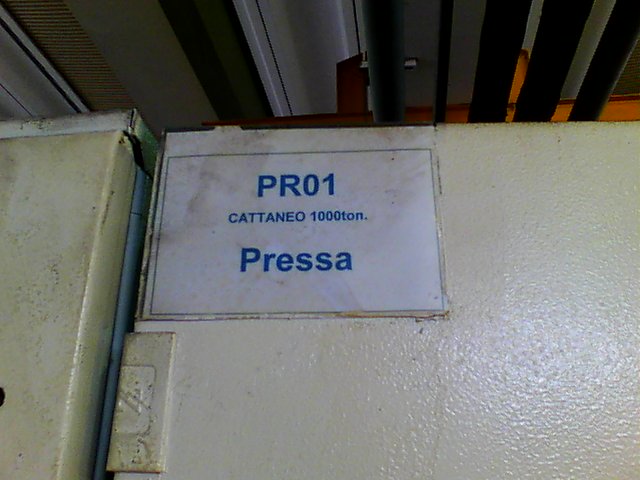 PR01
CATTANEO 1000ton.
Pressa